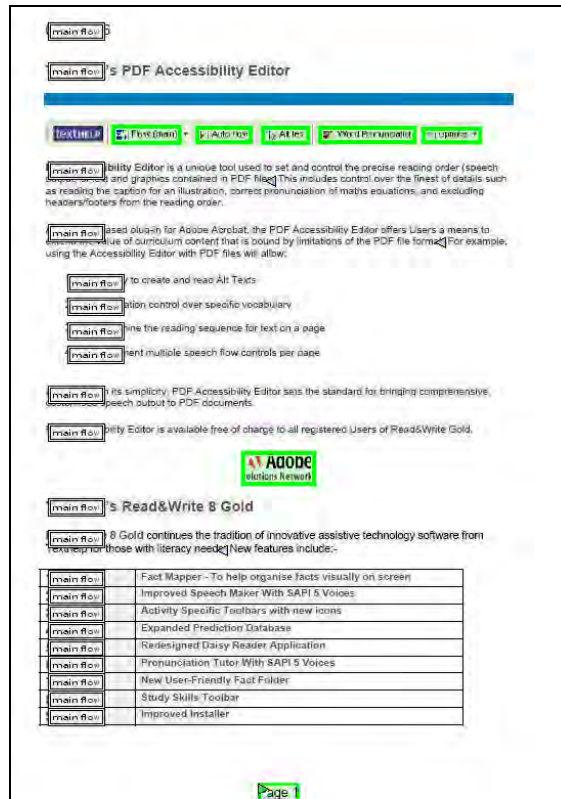 main flow
main flow 's PDF Accessibility Editor
texthelp Flow (main) Auto flow Alt text Word Pronunciation Options
main flow bility Editor is a unique tool used to set and control the precise reading order (speech
and graphics contained in PDF files This includes control over the finest of details such
as reading the caption for an illustration, correct pronunciation of maths equations, and excluding
headers/footers from the reading order.
main flow ased plug-in for Adobe Acrobat, the PDF Accessibility Editor offers Users a means to
value of curriculum content that is bound by limitations of the PDF file format For example,
using the Accessibility Editor with PDF files will allow:
main flow y to create and read Alt Texts
main flow ation control over specific vocabulary
main flow ine the reading sequence for text on a page
main flow ment multiple speech flow controls per page
main flow n its simplicity, PDF Accessibility Editor sets the standard for bringing comprehensive,
speech output to PDF documents.
main flow bility Editor is available free of charge to all registered Users of Read&Write Gold.
Adobe
olutions Network
main flow 's Read&Write 8 Gold
main flow 8 Gold continues the tradition of innovative assistive technology software from
Texthelp for those with literacy needs New features include:-
main flow Fact Mapper - To help organise facts visually on screen
main flow Improved Speech Maker With SAPI 5 Voices
main flow Activity Specific Toolbars with new icons
main flow Expanded Prediction Database
main flow Redesigned Daisy Reader Application
main flow Pronunciation Tutor With SAPI 5 Voices
main flow New User-Friendly Fact Folder
main flow Study Skills Toolbar
main flow Improved Installer
Page 1